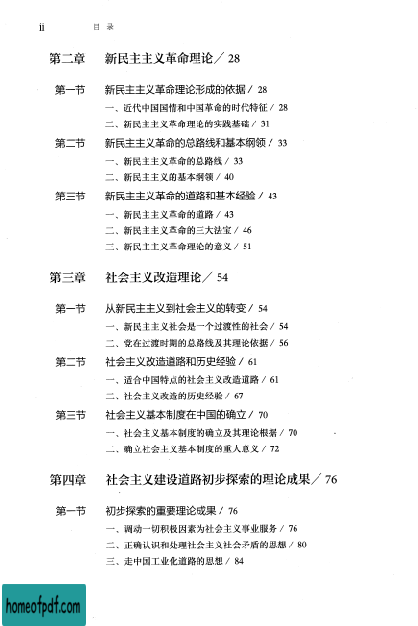 ii 目 录
第二章 新民主主义革命理论/28
第一节 新民主主义革命理论形成的依据/28
一、近代中国国情和中国革命的时代特征/28
二、新民主主义革命理论的实践基础/31
第二节 新民主主义革命的总路线和基本纲领/33
一、新民主主义革命的总路线/33
二、新民主主义的基本纲领/40
第三节 新民主主义革命的道路和基本经验/43
一、新民主主义革命的道路/43
二、新民主主义革命的三大法宝/46
三、新民主主义革命理论的意义/51
第三章 社会主义改造理论/54
第一节 从新民主主义到社会主义的转变/54
一、新民主主义社会是一个过渡性的社会/54
二、党在过渡时期的总路线及其理论依据/56
第二节 社会主义改造道路和历史经验/61
一、适合中国特点的社会主义改造道路/61
二、社会主义改造的历史经验/67
第三节 社会主义基本制度在中国的确立/70
一、社会主义基本制度的确立及其理论根据/70
二、确立社会主义基本制度的重大意义/72
第四章 社会主义建设道路初步探索的理论成果/76
第一节 初步探索的重要理论成果/76
一、调动一切积极因素为社会主义事业服务/76
二、正确认识和处理社会主义社会矛盾的思想/80
三、走中国工业化道路的思想/84
homeofpdf.com